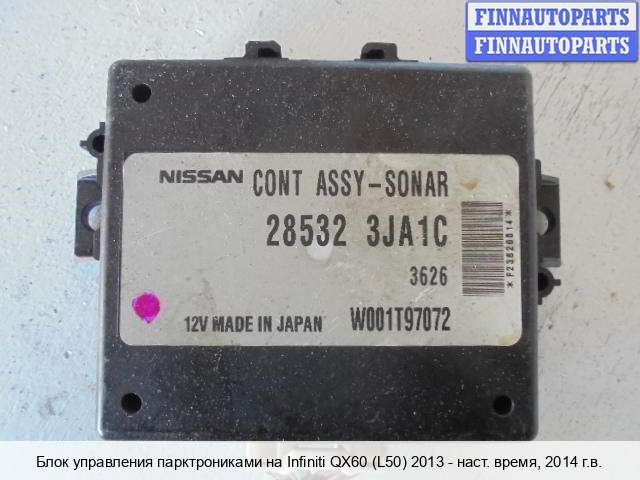 FINNAUTOPARTS
FINNAUTOPARTS
NISSAN CONT ASSY-SONAR
28532 3JA1C
3626
*F23626614*
12V MADE IN JAPAN W001T97072
Блок управления парктрониками на Infiniti QX60 (L50) 2013 - наст. время, 2014 г.в.